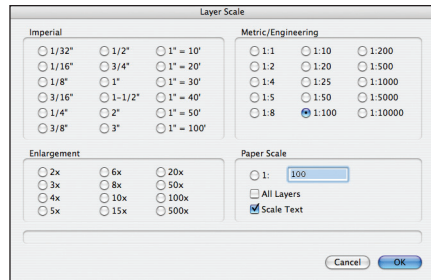 Layer Scale
Imperial
1/32" 1/2" 1" = 10'
1/16" 3/4" 1" = 20'
1/8" 1" 1" = 30'
3/16" 1-1/2" 1" = 40'
1/4" 2" 1" = 50'
3/8" 3" 1" = 100'
Metric/Engineering
1:1 1:10 1:200
1:2 1:20 1:500
1:4 1:25 1:1000
1:5 1:50 1:5000
1:8 1:100 1:10000
Enlargement
2x 6x 20x
3x 8x 50x
4x 10x 100x
5x 15x 500x
Paper Scale
1: 100
All Layers
Scale Text
Cancel OK